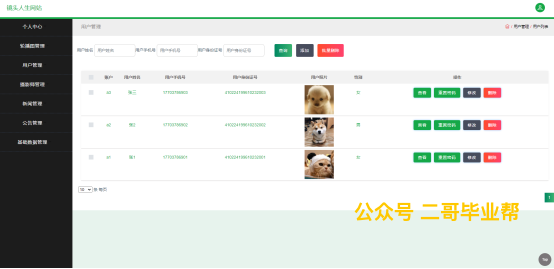 镜头人生网站
个人中心
用户管理
用户管理 / 用户列表
轮播图管理
用户管理
摄影师管理
新闻管理
公告管理
基础数据管理
用户姓名 用户姓名 用户手机号 用户手机号 用户身份证号 用户身份证号 查询 添加 批量删除
账户 用户姓名 用户手机号 用户身份证号 用户照片 性别 操作
a3 张三 17703786903 410224199610232003 女 查看 重置密码 修改 删除
a2 张2 17703786902 410224199610232002 男 查看 重置密码 修改 删除
a1 张1 17703786901 410224199610232001 女 查看 重置密码 修改 删除
10 条 每页
1
公众号 二哥毕业帮